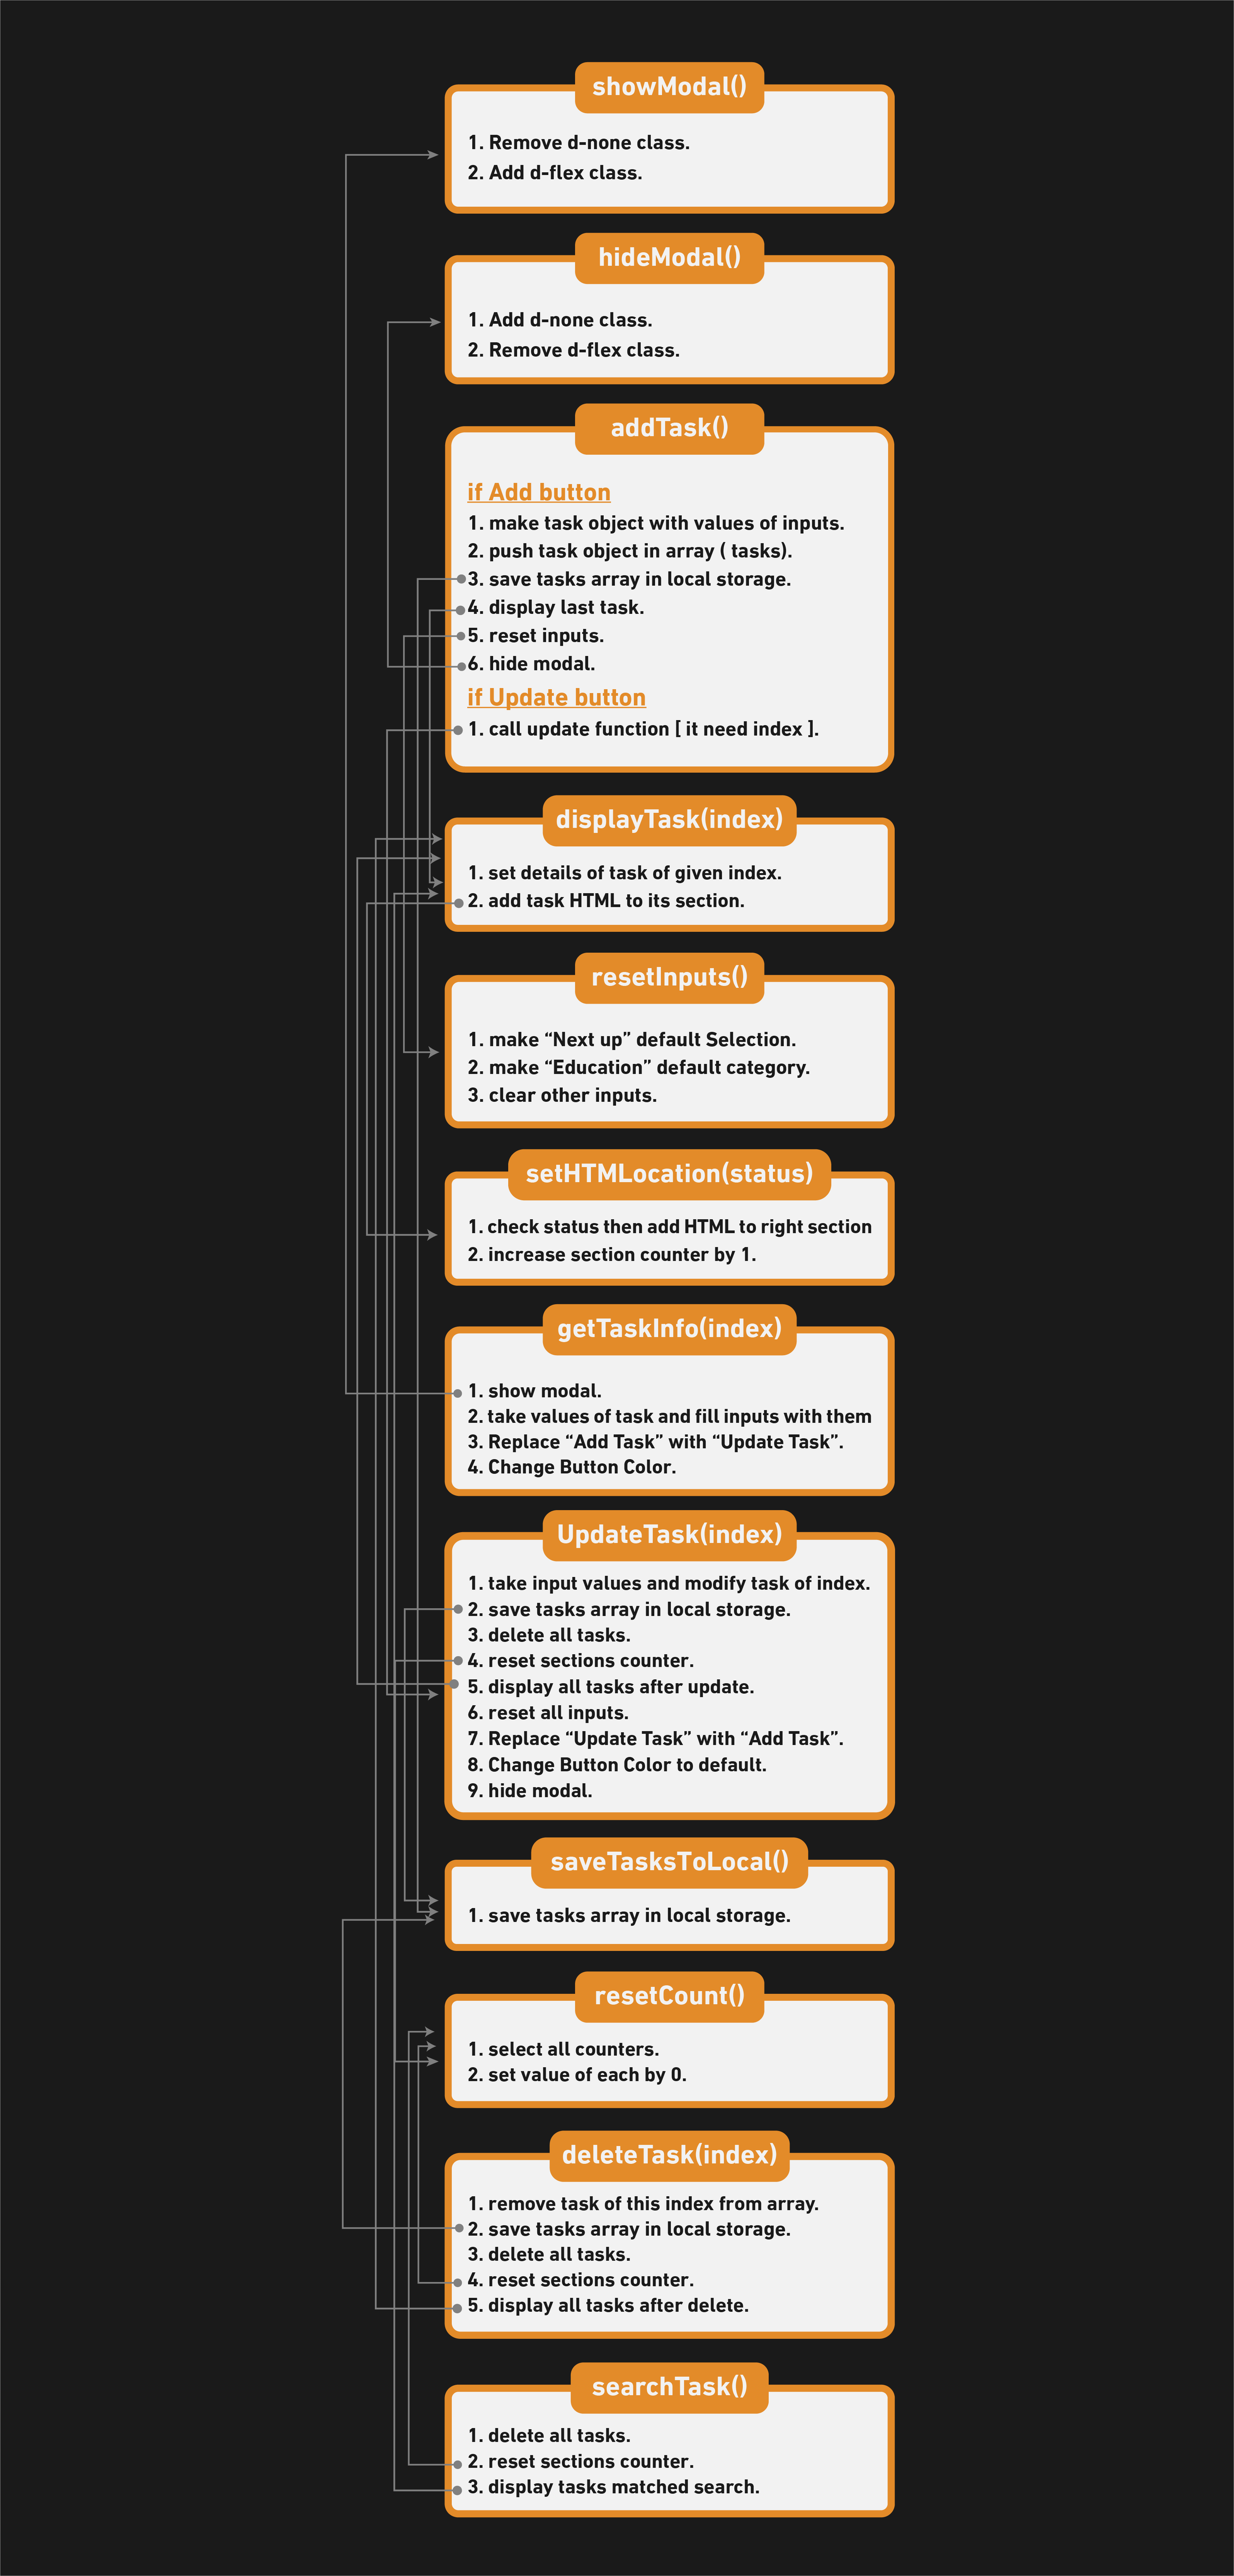 showModal()
1. Remove d-none class.
2. Add d-flex class.
hideModal()
1. Add d-none class.
2. Remove d-flex class.
addTask()
if Add button
1. make task object with values of inputs.
2. push task object in array ( tasks).
3. save tasks array in local storage.
4. display last task.
5. reset inputs.
6. hide modal.
if Update button
1. call update function [ it need index ].
displayTask(index)
1. set details of task of given index.
2. add task HTML to its section.
resetInputs()
1. make “Next up” default Selection.
2. make “Education” default category.
3. clear other inputs.
setHTMLocation(status)
1. check status then add HTML to right section
2. increase section counter by 1.
getTaskInfo(index)
1. show modal.
2. take values of task and fill inputs with them
3. Replace “Add Task” with “Update Task”.
4. Change Button Color.
UpdateTask(index)
1. take input values and modify task of index.
2. save tasks array in local storage.
3. delete all tasks.
4. reset sections counter.
5. display all tasks after update.
6. reset all inputs.
7. Replace “Update Task” with “Add Task”.
8. Change Button Color to default.
9. hide modal.
saveTasksToLocal()
1. save tasks array in local storage.
resetCount()
1. select all counters.
2. set value of each by 0.
deleteTask(index)
1. remove task of this index from array.
2. save tasks array in local storage.
3. delete all tasks.
4. reset sections counter.
5. display all tasks after delete.
searchTask()
1. delete all tasks.
2. reset sections counter.
3. display tasks matched search.